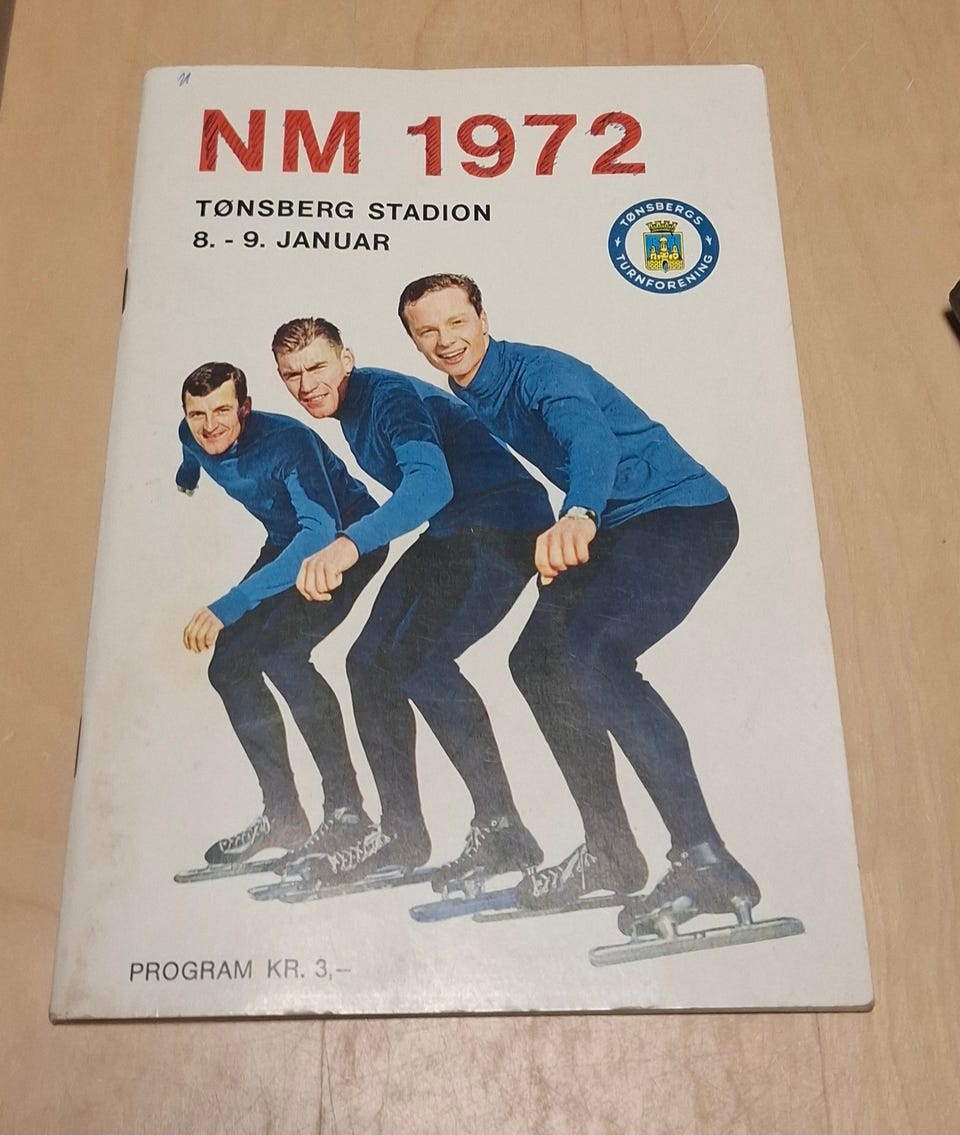 NM 1972
TØNSBERG STADION
8. - 9. JANUAR
TØNSBERGS
TURNFORENING
PROGRAM KR. 3,—